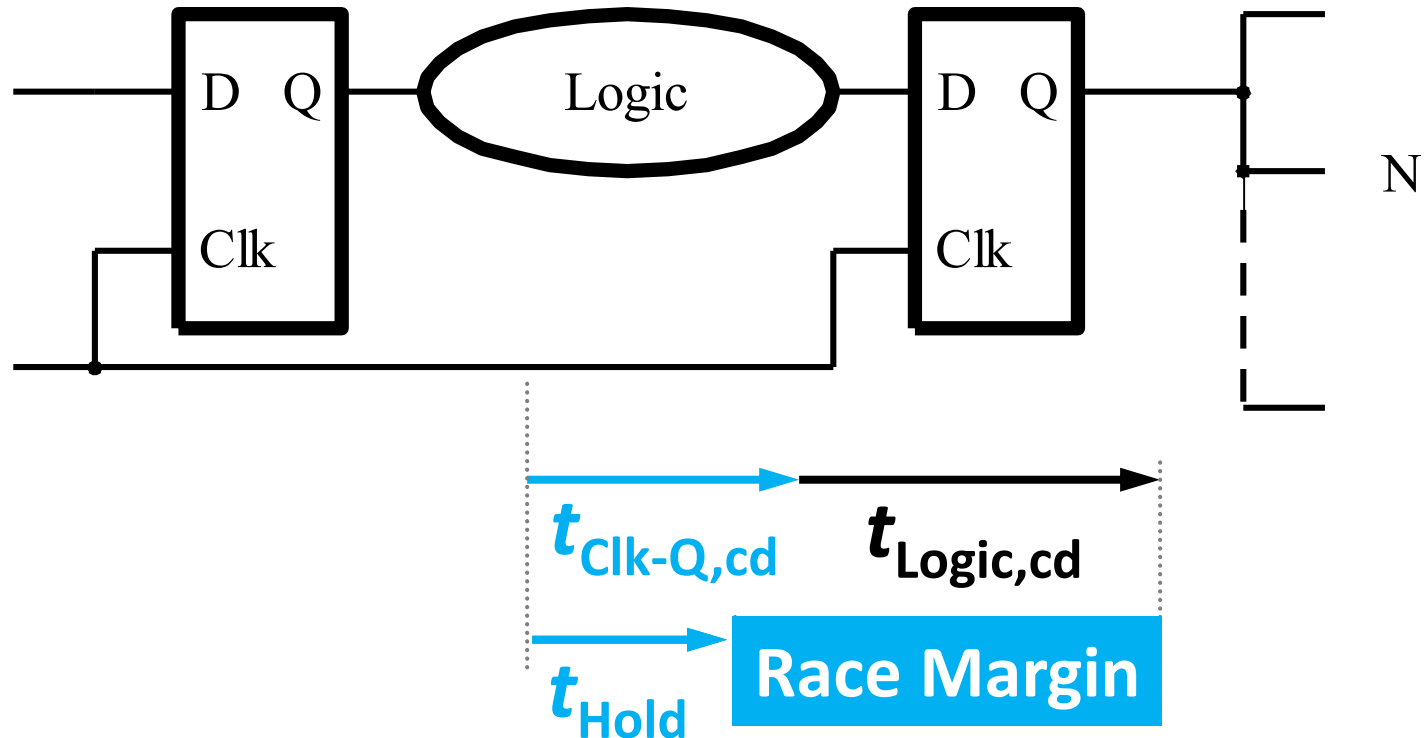 D Q
Logic
D Q
N
Clk
Clk
tClk-Q,cd
tLogic,cd
tHold
Race Margin